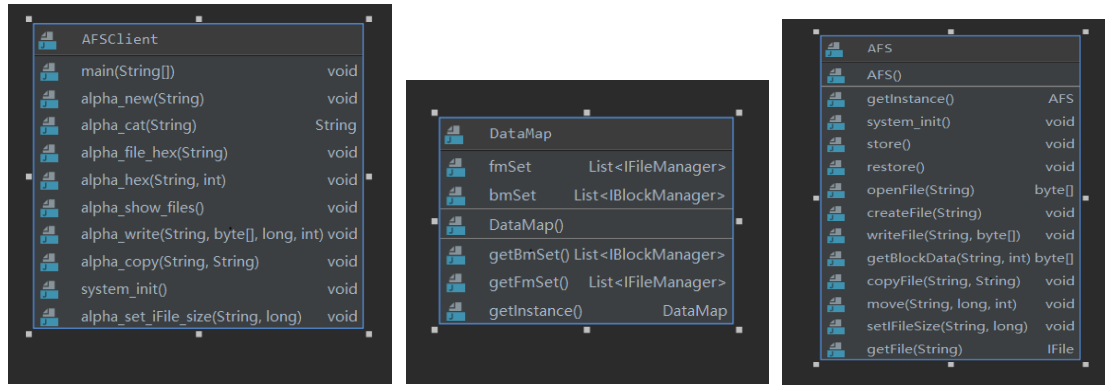 AFSClient
main(String[]) void
alpha_new(String) void
alpha_cat(String) String
alpha_file_hex(String) void
alpha_hex(String, int) void
alpha_show_files() void
alpha_write(String, byte[], long, int) void
alpha_copy(String, String) void
system_init() void
alpha_set_iFile_size(String, long) void
DataMap
fmSet List<IFileManager>
bmSet List<IBlockManager>
DataMap()
getBmSet() List<IBlockManager>
getFmSet() List<IFileManager>
getInstance() DataMap
AFS
AFS()
getInstance() AFS
system_init() void
store() void
restore() void
openFile(String) byte[]
createFile(String) void
writeFile(String, byte[]) void
getBlockData(String, int) byte[]
copyFile(String, String) void
move(String, long, int) void
setIFileSize(String, long) void
getFile(String) IFile